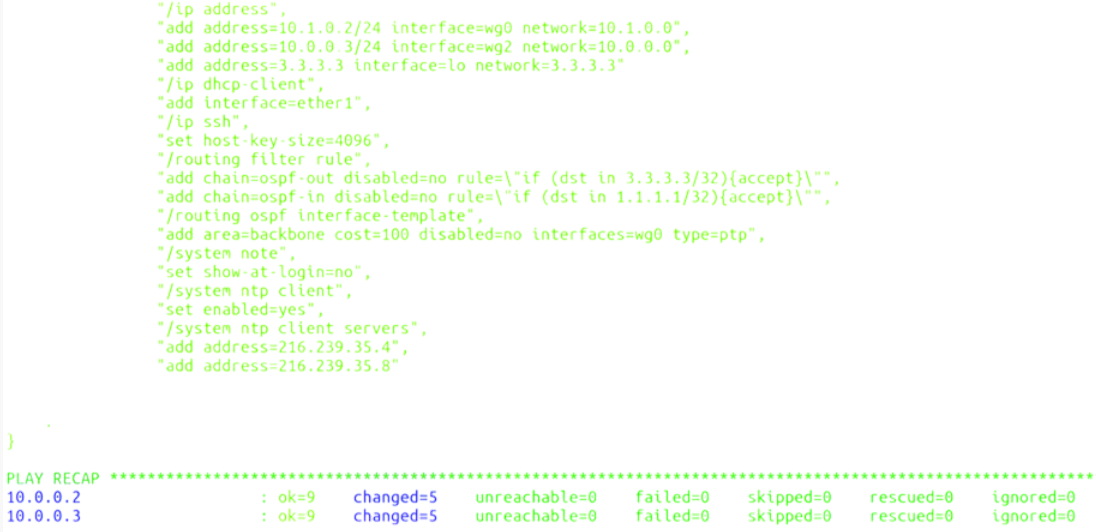 "/ip address",
"add address=10.1.0.2/24 interface=wg0 network=10.1.0.0",
"add address=10.0.0.3/24 interface=wg2 network=10.0.0.0",
"add address=3.3.3.3 interface=lo network=3.3.3.3"
"/ip dhcp-client",
"add interface=ether1",
"/ip ssh",
"set host-key-size=4096",
"/routing filter rule",
"add chain=ospf-out disabled=no rule=\"if (dst in 3.3.3.3/32){accept}\"",
"add chain=ospf-in disabled=no rule=\"if (dst in 1.1.1.1/32){accept}\"",
"/routing ospf interface-template",
"add area=backbone cost=100 disabled=no interfaces=wg0 type=ptp",
"/system note",
"set show-at-login=no",
"/system ntp client",
"set enabled=yes",
"/system ntp client servers",
"add address=216.239.35.4",
"add address=216.239.35.8"
}
PLAY RECAP *********************************************************************************************************
10.0.0.2 : ok=9 changed=5 unreachable=0 failed=0 skipped=0 rescued=0 ignored=0
10.0.0.3 : ok=9 changed=5 unreachable=0 failed=0 skipped=0 rescued=0 ignored=0